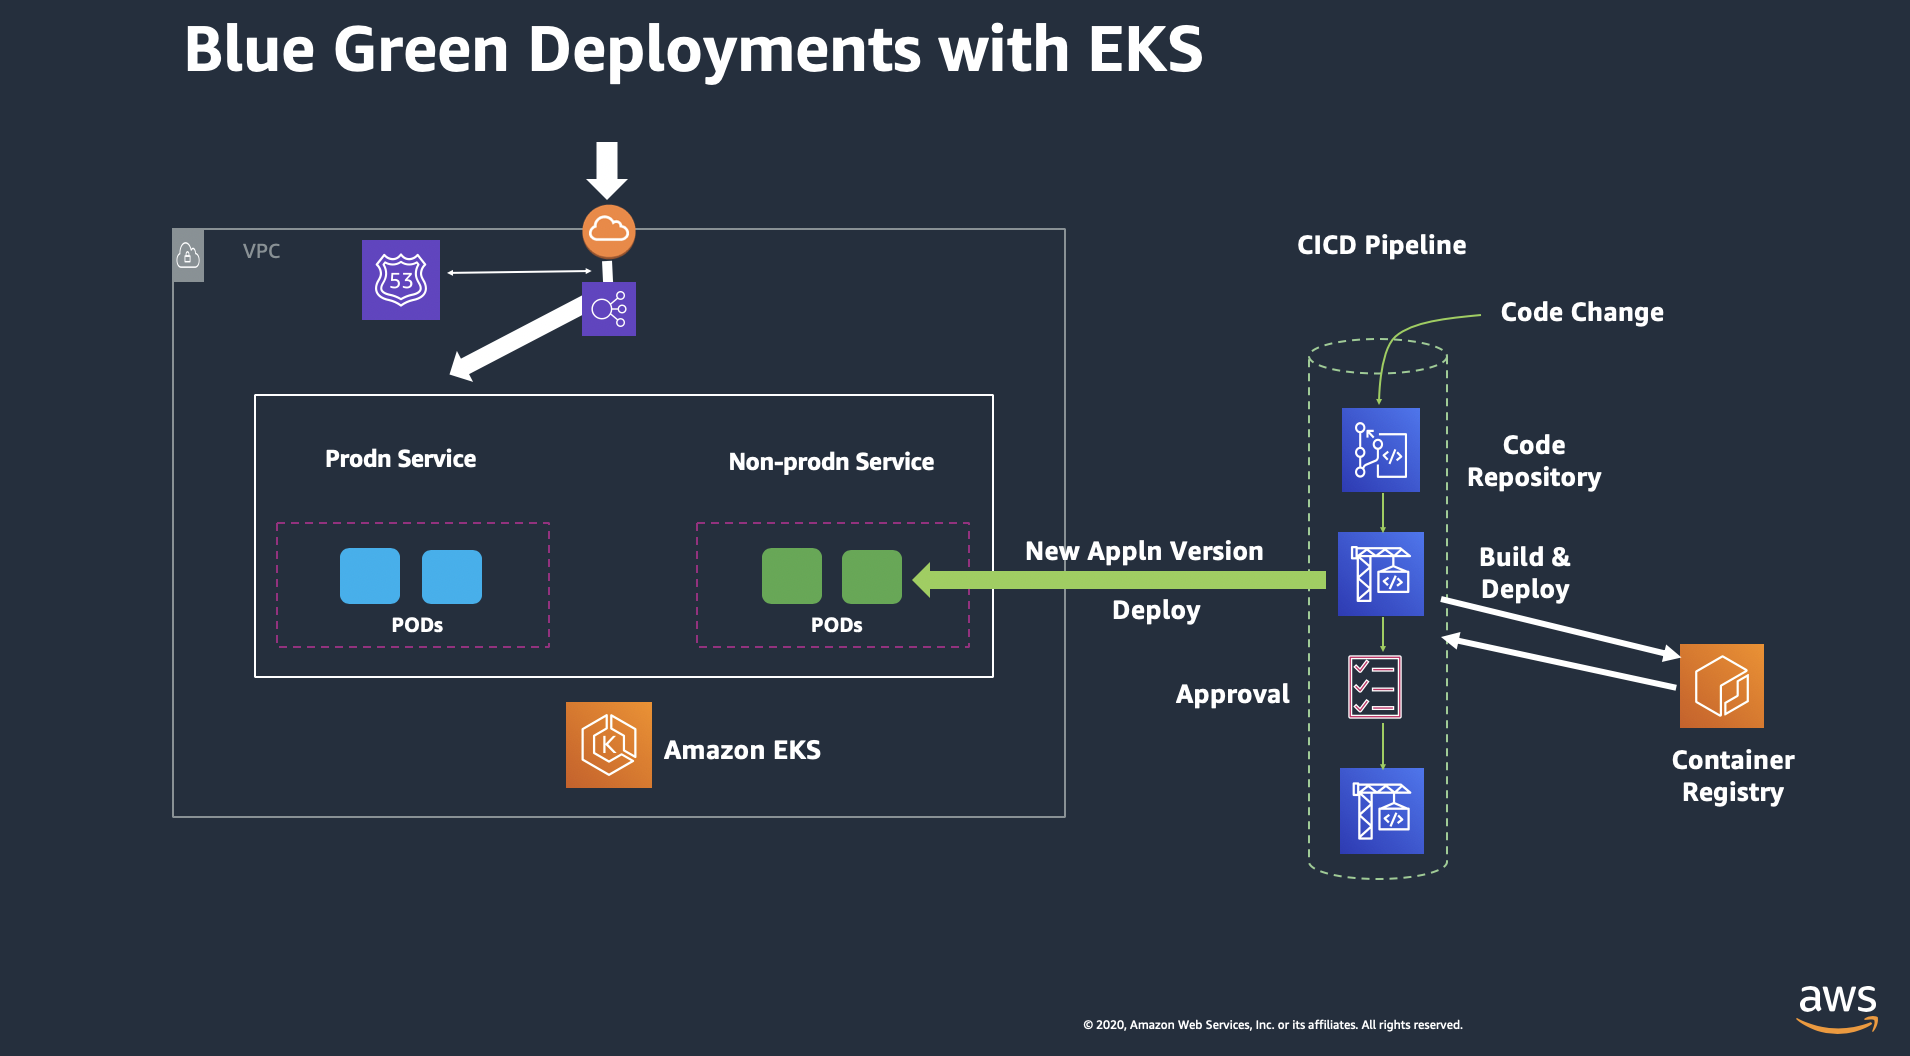 Blue Green Deployments with EKS
VPC
53
Prodn Service
Non-prodn Service
PODs
PODs
K
Amazon EKS
CICD Pipeline
Code Change
</>
Code
Repository
New Appln Version
Deploy
</>
Build &
Deploy
Approval
Container
Registry
</>
© 2020, Amazon Web Services, Inc. or its affiliates. All rights reserved.
aws